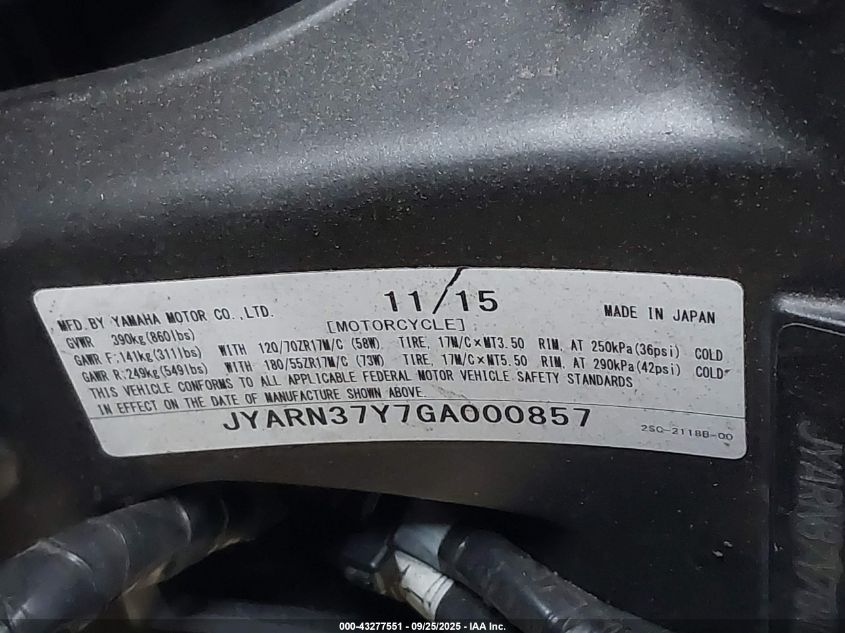 11/15
MFD.BY YAMAHA MOTOR CO.,LTD.
MADE IN JAPAN
[MOTORCYCLE]
GVWR 390kg(860lbs)
GAWR F:141kg(311lbs) WITH 120/70ZR17M/C (58W) TIRE, 17M/C×MT3.50 RIM, AT 250kPa(36psi) COLD
GAWR R:249kg(549lbs) WITH 180/55ZR17M/C (73W) TIRE, 17M/C×MT5.50 RIM, AT 290kPa(42psi) COLD
THIS VEHICLE CONFORMS TO ALL APPLICABLE FEDERAL MOTOR VEHICLE SAFETY STANDARDS
IN EFFECT ON THE DATE OF MANUFACTURE SHOWN ABOVE.
JYARN37Y7GA000857
2SC-2118B-00
000-43277551 - 09/25/2025 - IAA Inc.